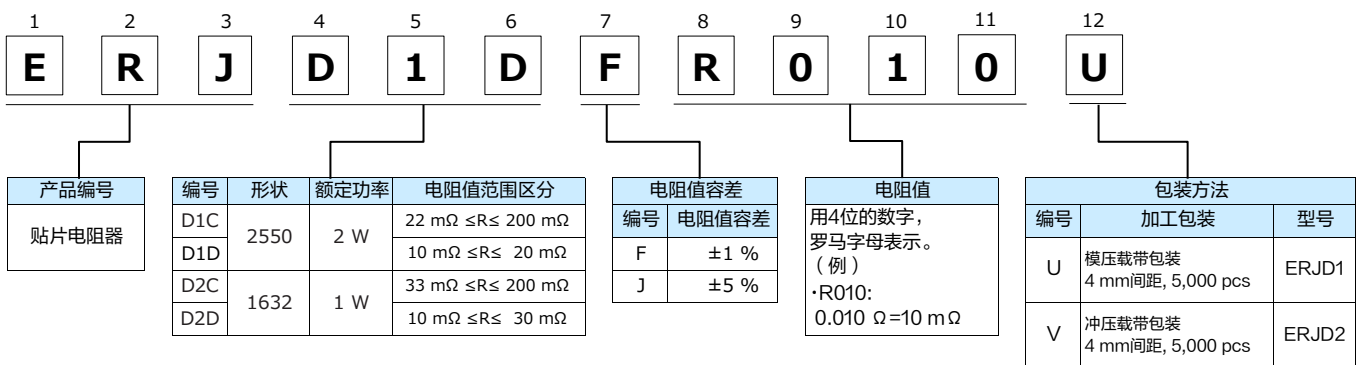 1 2 3 4 5 6 7 8 9 10 11 12
E R J D 1 D F R 0 1 0 U
产品编号
贴片电阻器
编号 形状 额定功率 电阻值范围区分
D1C 2550 2 W 22 mΩ ≤R≤ 200 mΩ
D1D 10 mΩ ≤R≤ 20 mΩ
D2C 1632 1 W 33 mΩ ≤R≤ 200 mΩ
D2D 10 mΩ ≤R≤ 30 mΩ
电阻值容差
编号 电阻值容差
F ±1 %
J ±5 %
电阻值
用4位的数字，
罗马字母表示。
（例）
·R010:
0.010 Ω=10 mΩ
包装方法
编号 加工包装 型号
U 模压载带包装 ERJD1
4 mm间距, 5,000 pcs
V 冲压载带包装 ERJD2
4 mm间距, 5,000 pcs